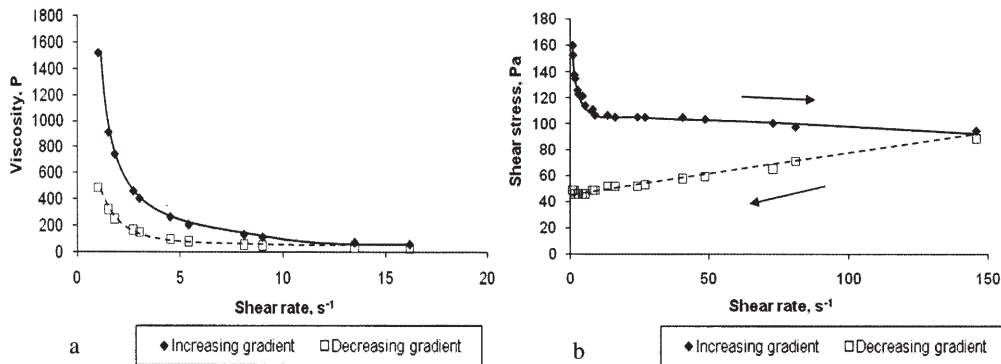 Viscosity, P
1800
1600
1400
1200
1000
800
600
400
200
0
0 5 10 15 20
Shear rate, s⁻¹
a
Increasing gradient Decreasing gradient
Shear stress, Pa
180
160
140
120
100
80
60
40
20
0
0 50 100 150
Shear rate, s⁻¹
b
Increasing gradient Decreasing gradient